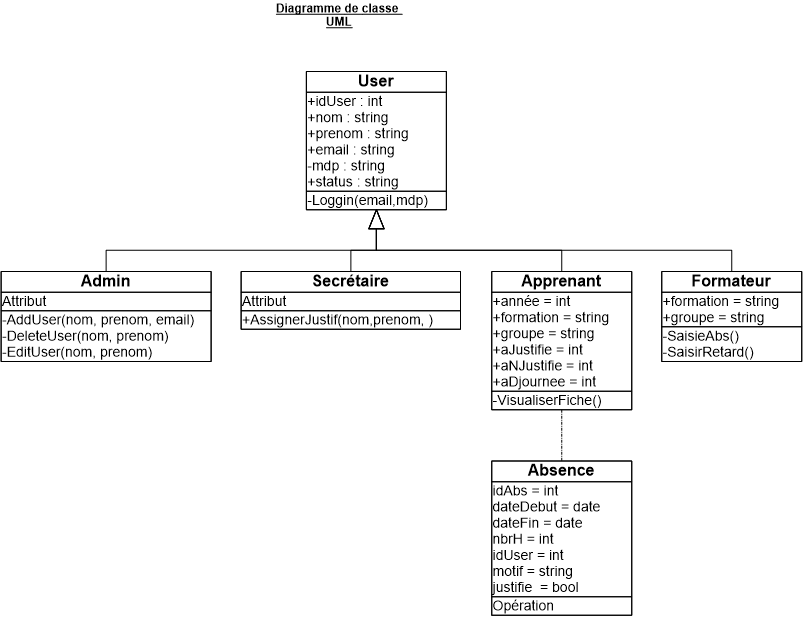 Diagramme de classe
UML
User
+idUser : int
+nom : string
+prenom : string
+email : string
-mdp : string
+status : string
-Loggin(email,mdp)
Admin
Attribut
-AddUser(nom, prenom, email)
-DeleteUser(nom, prenom)
-EditUser(nom, prenom)
Secrétaire
Attribut
+AssignerJustif(nom,prenom, )
Apprenant
+année = int
+formation = string
+groupe = string
+aJustifie = int
+aNJustifie = int
+aDjournee = int
-VisualiserFiche()
Formateur
+formation = string
+groupe = string
-SaisieAbs()
-SaisirRetard()
Absence
idAbs = int
dateDebut = date
dateFin = date
nbrH = int
idUser = int
motif = string
justifie = bool
Opération